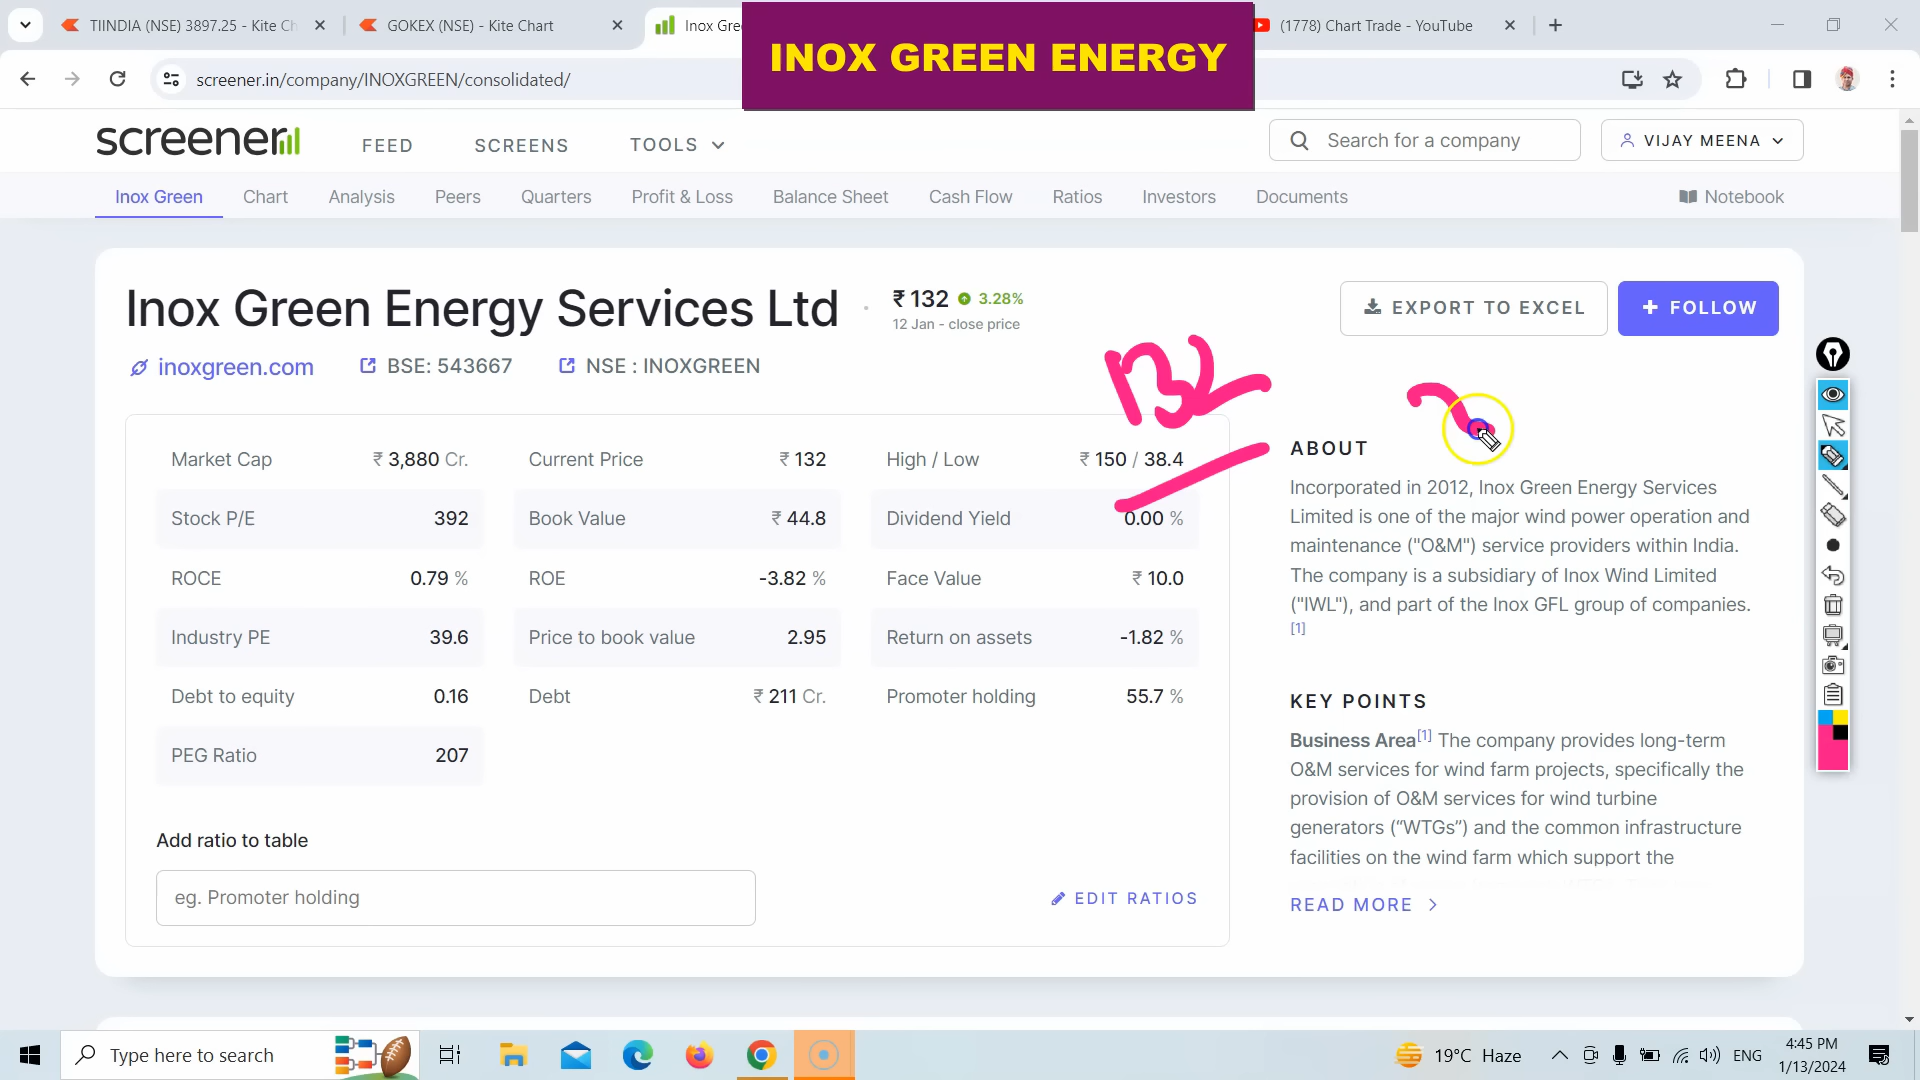 TIINDIA (NSE) 3897.25 - Kite Ch
GOKEX (NSE) - Kite Chart
Inox Gre
INOX GREEN ENERGY
(1778) Chart Trade - YouTube
screener.in/company/INOXGREEN/consolidated/
screener
FEED
SCREENS
TOOLS
Search for a company
VIJAY MEENA
Inox Green
Chart
Analysis
Peers
Quarters
Profit & Loss
Balance Sheet
Cash Flow
Ratios
Investors
Documents
Notebook
Inox Green Energy Services Ltd
₹ 132 3.28%
12 Jan - close price
EXPORT TO EXCEL
+ FOLLOW
inoxgreen.com
BSE: 543667
NSE : INOXGREEN
132
Market Cap ₹ 3,880 Cr.
Current Price ₹ 132
High / Low ₹ 150 / 38.4
Stock P/E 392
Book Value ₹ 44.8
Dividend Yield 0.00 %
ROCE 0.79 %
ROE -3.82 %
Face Value ₹ 10.0
Industry PE 39.6
Price to book value 2.95
Return on assets -1.82 %
Debt to equity 0.16
Debt ₹ 211 Cr.
Promoter holding 55.7 %
PEG Ratio 207
Add ratio to table
eg. Promoter holding
EDIT RATIOS
ABOUT
Incorporated in 2012, Inox Green Energy Services
Limited is one of the major wind power operation and
maintenance ("O&M") service providers within India.
The company is a subsidiary of Inox Wind Limited
("IWL"), and part of the Inox GFL group of companies.
[1]
KEY POINTS
Business Area[1] The company provides long-term
O&M services for wind farm projects, specifically the
provision of O&M services for wind turbine
generators (“WTGs”) and the common infrastructure
facilities on the wind farm which support the
READ MORE
Type here to search
19°C Haze
ENG
4:45 PM
1/13/2024